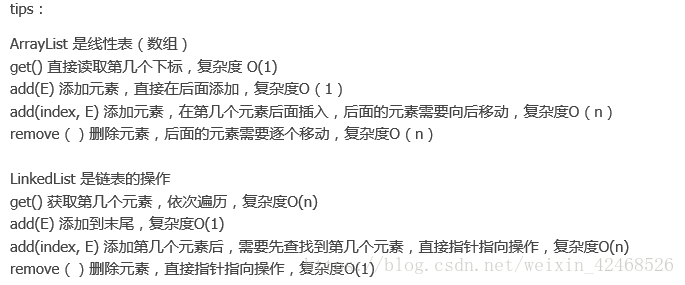 tips：
ArrayList 是线性表（数组）
get() 直接读取第几个下标，复杂度 O(1)
add(E) 添加元素，直接在后面添加，复杂度O（1）
add(index, E) 添加元素，在第几个元素后面插入，后面的元素需要向后移动，复杂度O（n）
remove（）删除元素，后面的元素需要逐个移动，复杂度O（n）
LinkedList 是链表的操作
get() 获取第几个元素，依次遍历，复杂度O(n)
add(E) 添加到末尾，复杂度O(1)
add(index, E) 添加第几个元素后，需要先查找到第几个元素，直接指针指向操作，复杂度O(n)
remove（）删除元素，直接指针指向操作，复杂度O(1)
https://blog.csdn.net/weixin_42468526